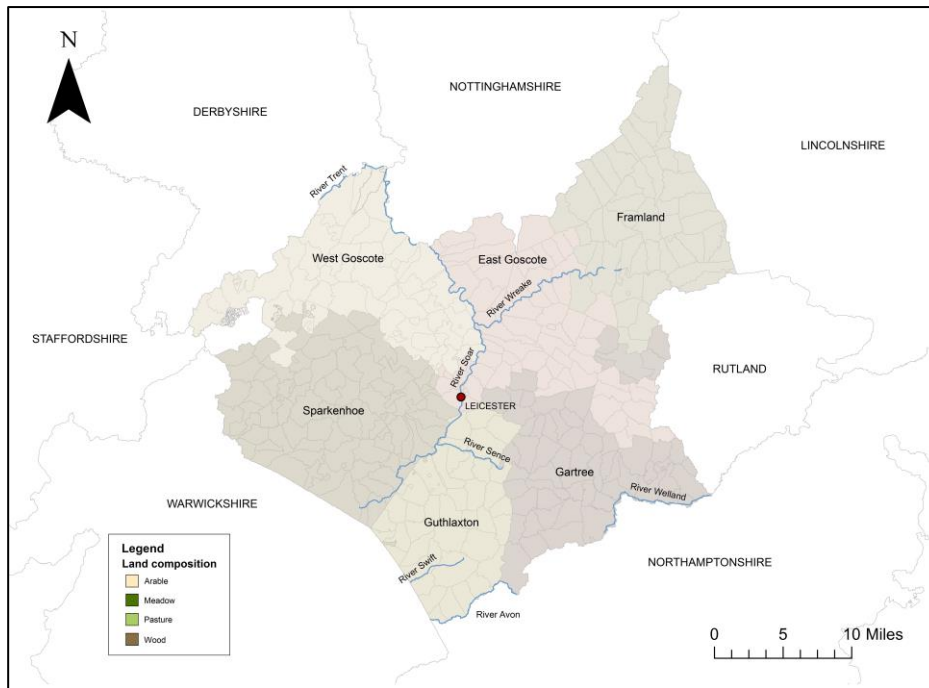 N
NOTTINGHAMSHIRE
DERBYSHIRE
LINCOLNSHIRE
River Trent
Framland
West Goscote
East Goscote
River Wreake
STAFFORDSHIRE
River Soar
RUTLAND
LEICESTER
Sparkenhoe
River Sence
Gartree
River Welland
WARWICKSHIRE
Guthlaxton
Legend
Land composition
Arable
Meadow
Pasture
Wood
River Swift
NORTHAMPTONSHIRE
River Avon
0 5 10 Miles